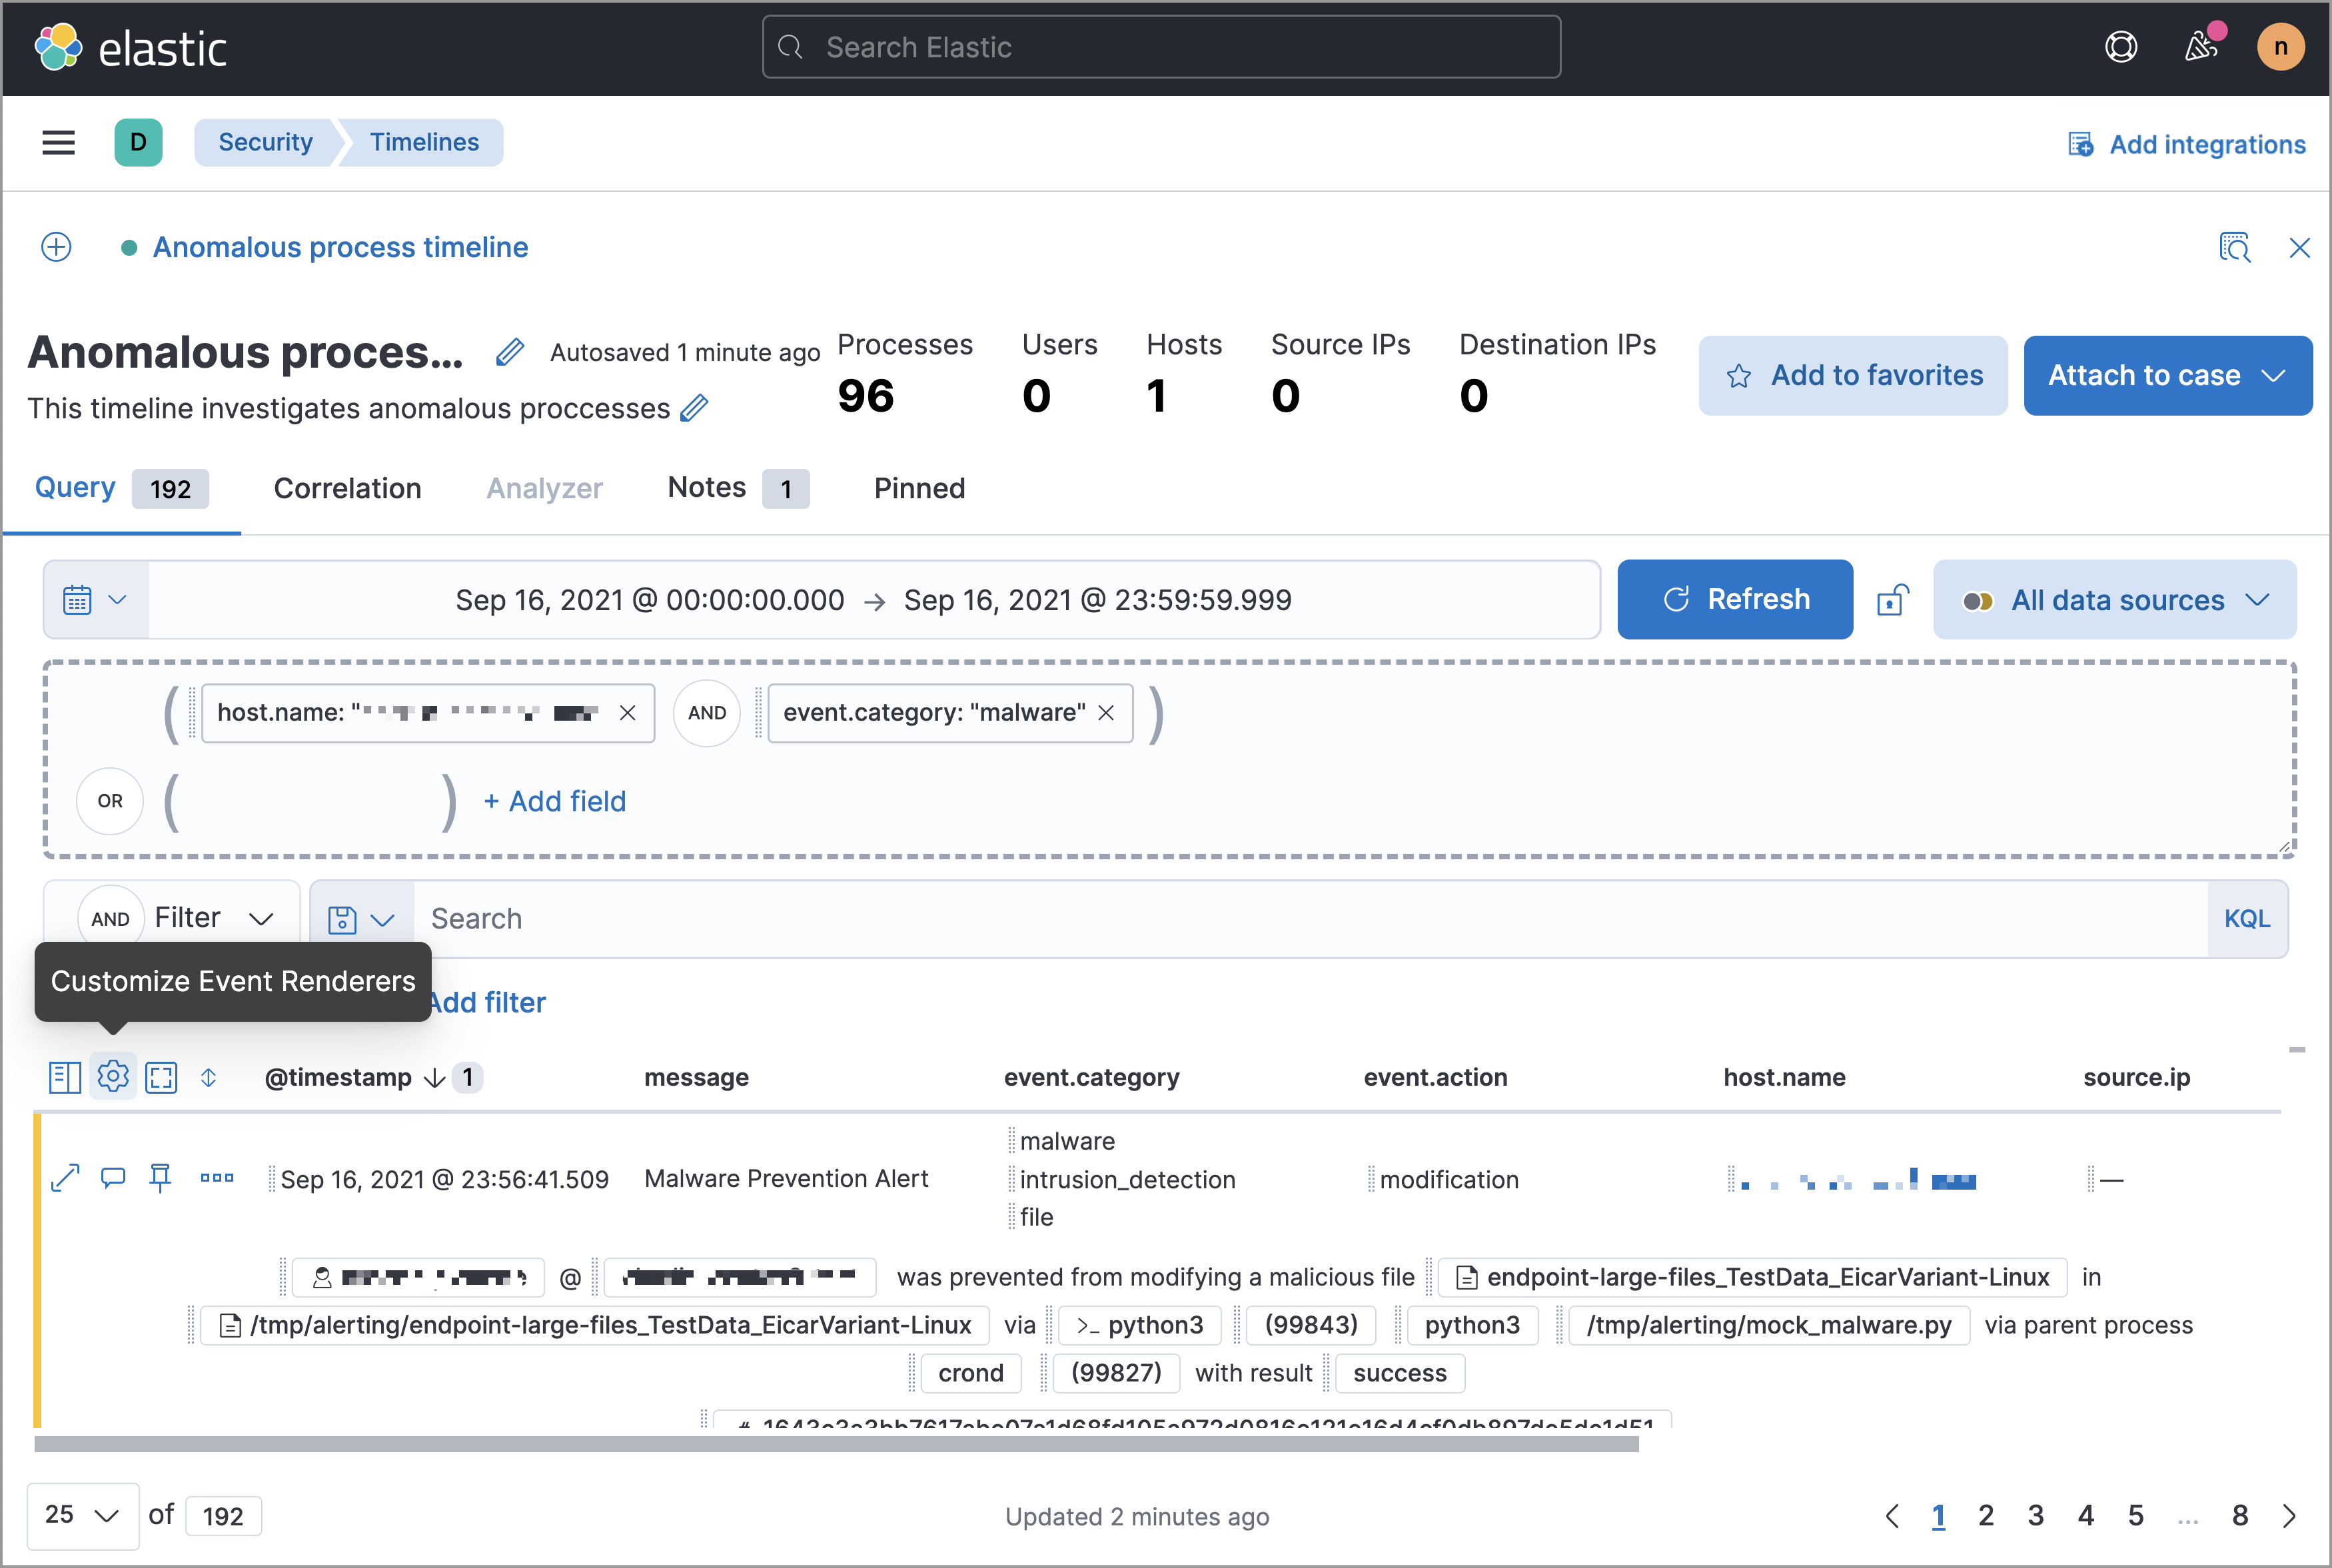 elastic
Search Elastic
n
D
Security
Timelines
Add integrations
Anomalous process timeline
Anomalous proces...
Autosaved 1 minute ago
This timeline investigates anomalous proccesses
Processes
96
Users
0
Hosts
1
Source IPs
0
Destination IPs
0
Add to favorites
Attach to case
Query 192
Correlation
Analyzer
Notes 1
Pinned
Sep 16, 2021 @ 00:00:00.000 → Sep 16, 2021 @ 23:59:59.999
Refresh
All data sources
( host.name: "
AND
event.category: "malware" × )
OR
( ) + Add field
AND Filter
Search
KQL
Customize Event Renderers
Add filter
@timestamp ↓ 1
message
event.category
event.action
host.name
source.ip
Sep 16, 2021 @ 23:56:41.509
Malware Prevention Alert
malware
intrusion_detection
file
modification
—
@ was prevented from modifying a malicious file endpoint-large-files_TestData_EicarVariant-Linux in
/tmp/alerting/endpoint-large-files_TestData_EicarVariant-Linux via >_ python3 (99843) python3 /tmp/alerting/mock_malware.py via parent process
crond (99827) with result success
25 of 192
Updated 2 minutes ago
1 2 3 4 5 ... 8